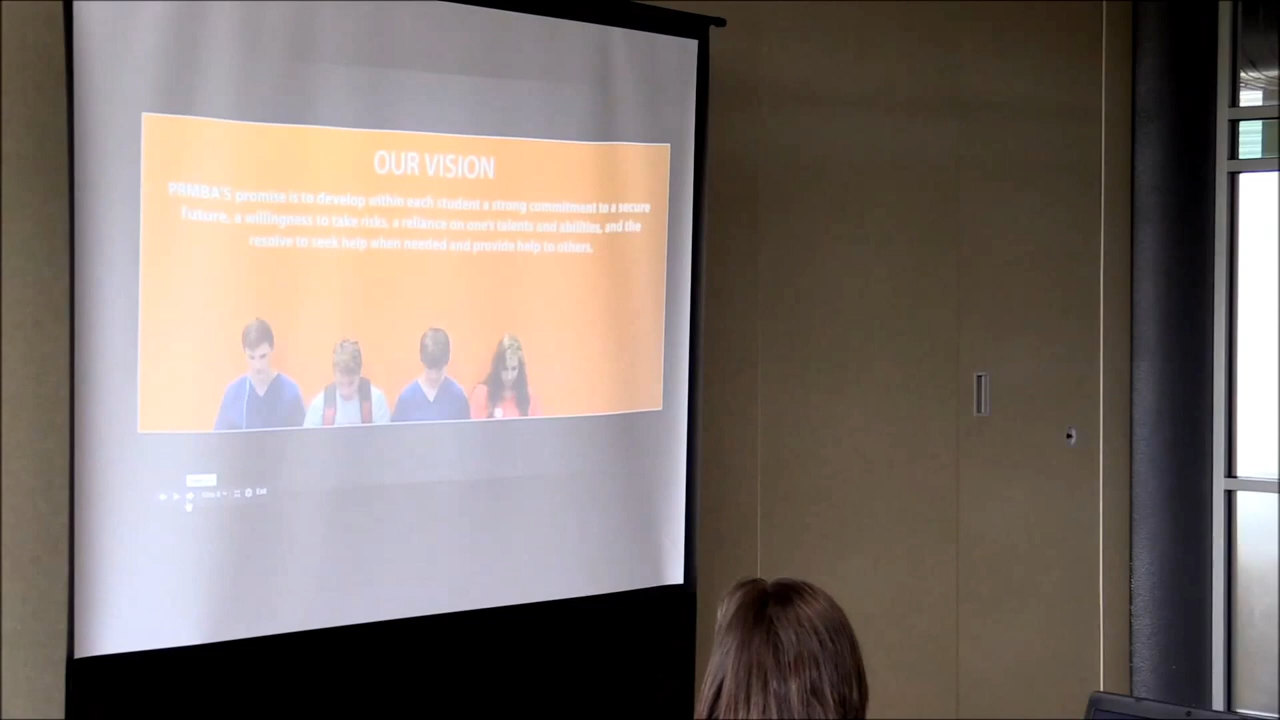 OUR VISION
PRMBA'S promise is to develop within each student a strong commitment to a secure
future, a willingness to take risks, a reliance on one's talents and abilities, and the
resolve to seek help when needed and provide help to others.
Exit